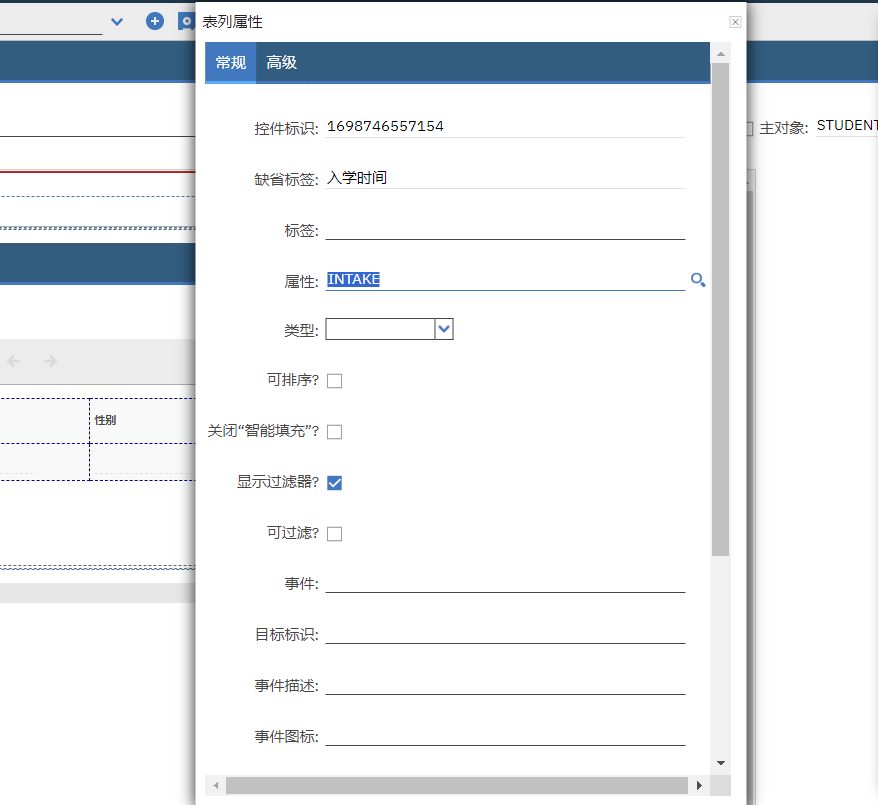 表列属性
常规 高级
控件标识: 1698746557154
主对象: STUDENT
缺省标签: 入学时间
标签:
属性: INTAKE
类型:
可排序?
性别
关闭“智能填充”?
显示过滤器?
可过滤?
事件:
目标标识:
事件描述:
事件图标: